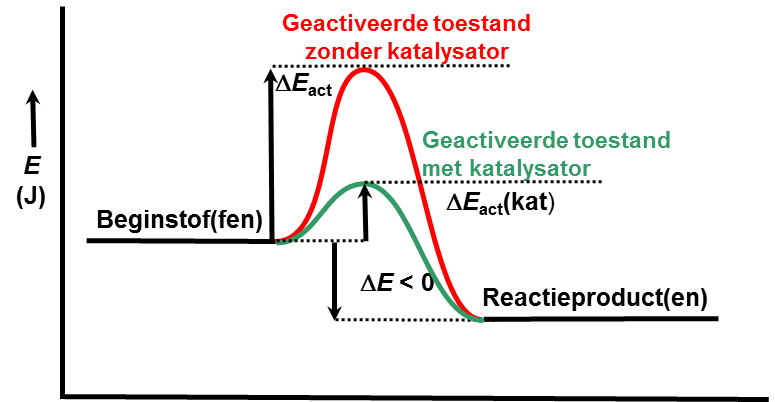 Geactiveerde toestand
zonder katalysator
ΔEact
Geactiveerde toestand
met katalysator
E
(J)
ΔEact(kat)
Beginstof(fen)
ΔE < 0
Reactieproduct(en)